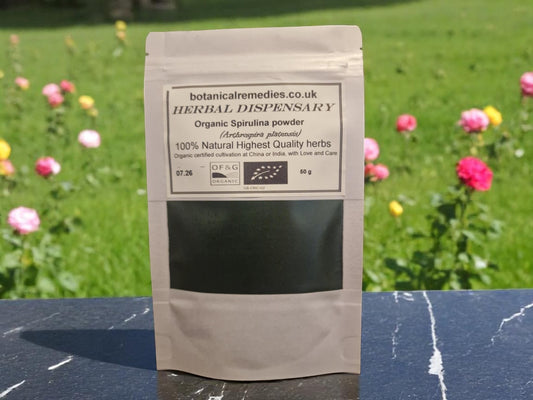 botanicalremedies.co.uk
HERBAL DISPENSARY
Organic Spirulina powder
(Arthrospira platensis)
100% Natural Highest Quality herbs
Organic certified cultivation at China or India, with Love and Care
07.26
OF&G
ORGANIC
50 g